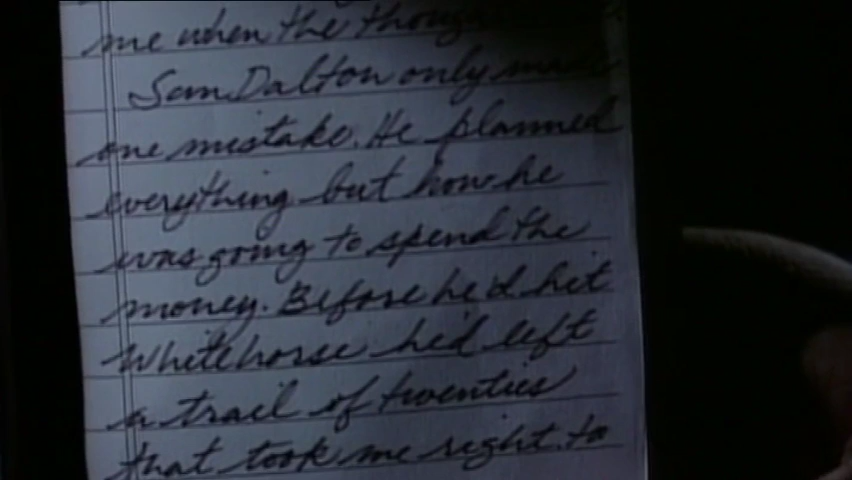 me when the
Sam Dalton only made
one mistake. He planned
everything but how he
was going to spend the
money. Before he'd hit
Whitehorse he'd left
a trail of twenties
that took me right to